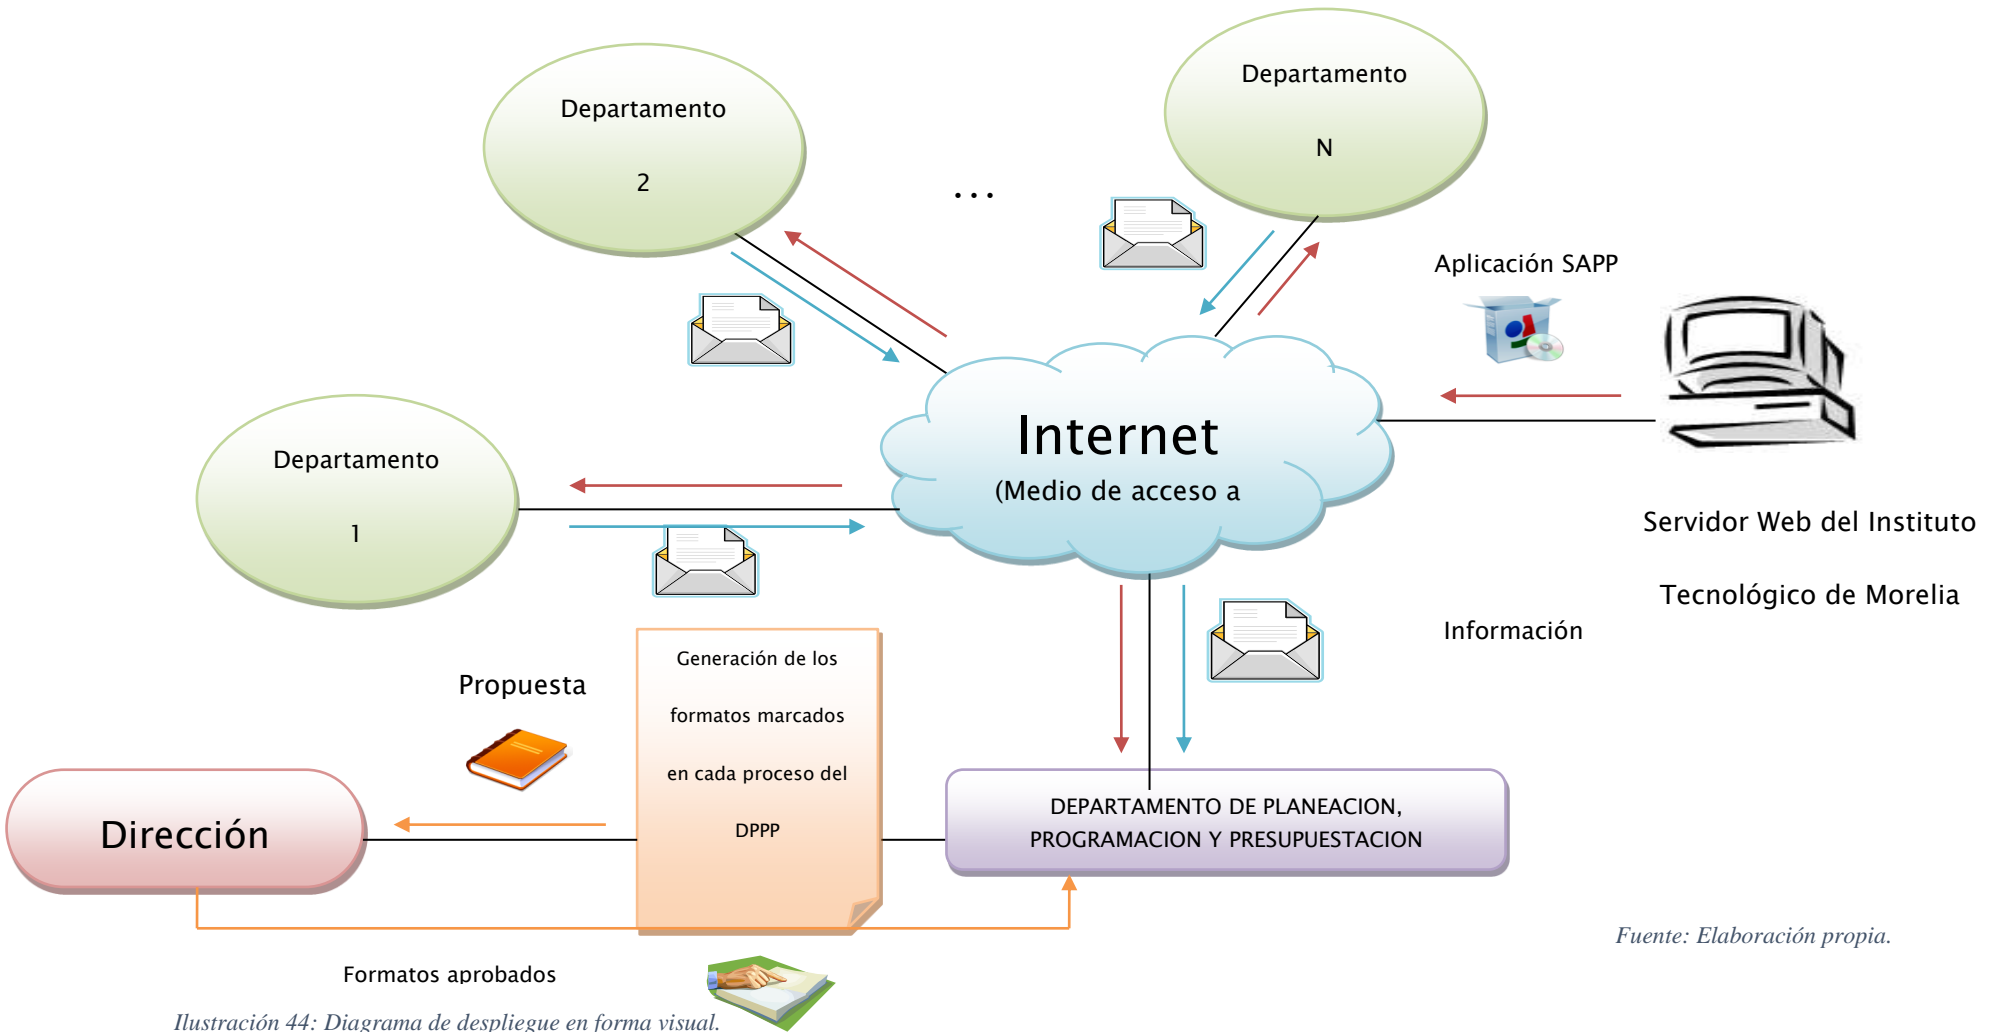 Departamento
N
Departamento
2
...
Aplicación SAPP
Internet
(Medio de acceso a
Departamento
1
Servidor Web del Instituto
Tecnológico de Morelia
Información
Generación de los
formatos marcados
en cada proceso del
DPPP
Propuesta
Dirección
DEPARTAMENTO DE PLANEACION,
PROGRAMACION Y PRESUPUESTACION
Fuente: Elaboración propia.
Formatos aprobados
Ilustración 44: Diagrama de despliegue en forma visual.